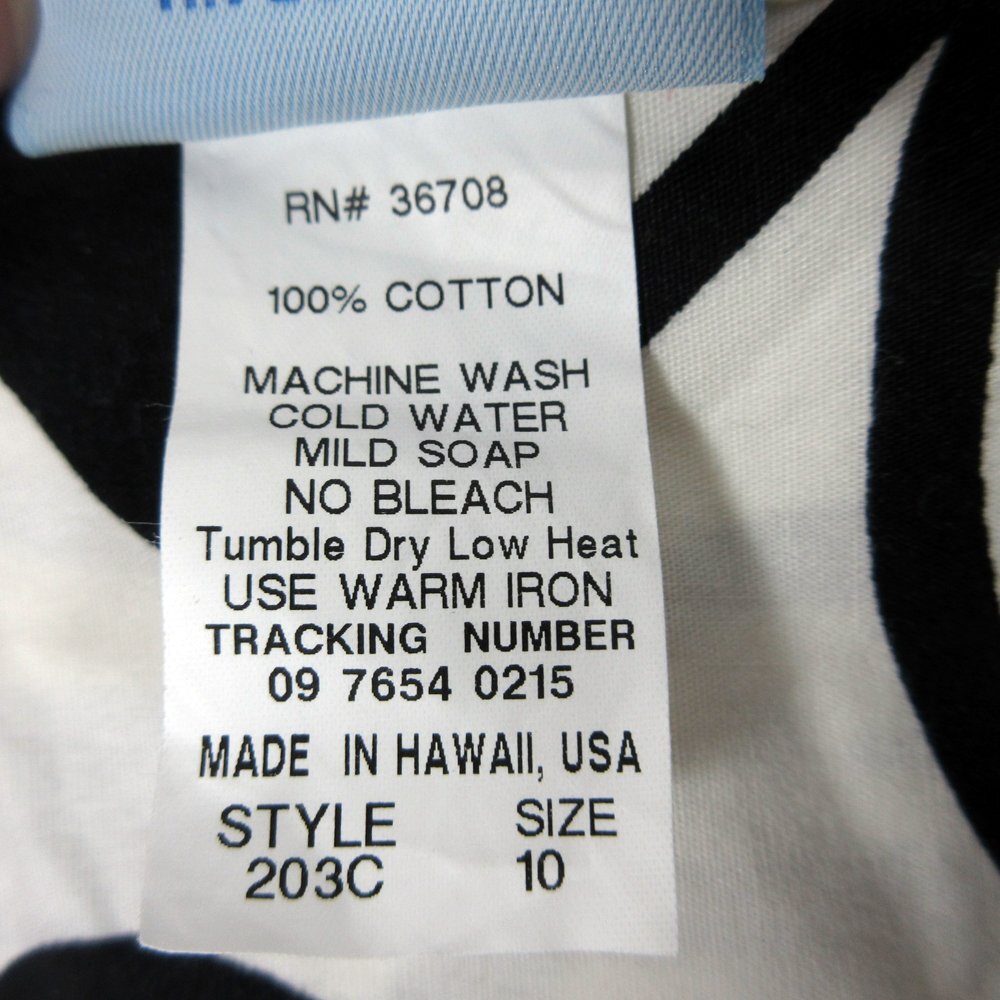 RN# 36708
100% COTTON
MACHINE WASH
COLD WATER
MILD SOAP
NO BLEACH
Tumble Dry Low Heat
USE WARM IRON
TRACKING NUMBER
09 7654 0215
MADE IN HAWAII, USA
STYLE SIZE
203C 10